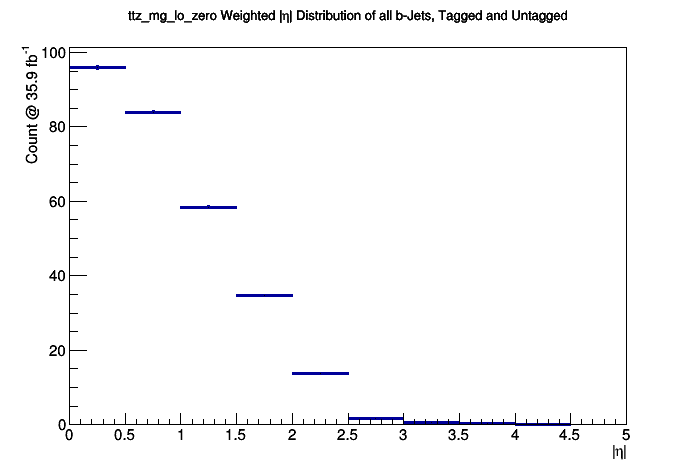 ttz_mg_lo_zero Weighted |η| Distribution of all b-Jets, Tagged and Untagged
Count @ 35.9 fb⁻¹
100
80
60
40
20
0
0 0.5 1 1.5 2 2.5 3 3.5 4 4.5 5
|η|